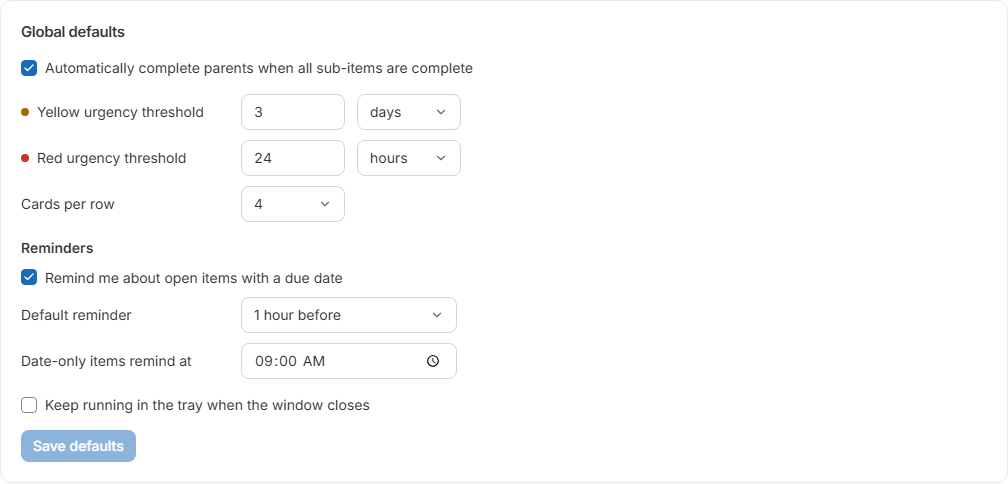 Global defaults
Automatically complete parents when all sub-items are complete
Yellow urgency threshold 3 days
Red urgency threshold 24 hours
Cards per row 4
Reminders
Remind me about open items with a due date
Default reminder 1 hour before
Date-only items remind at 09:00 AM
Keep running in the tray when the window closes
Save defaults